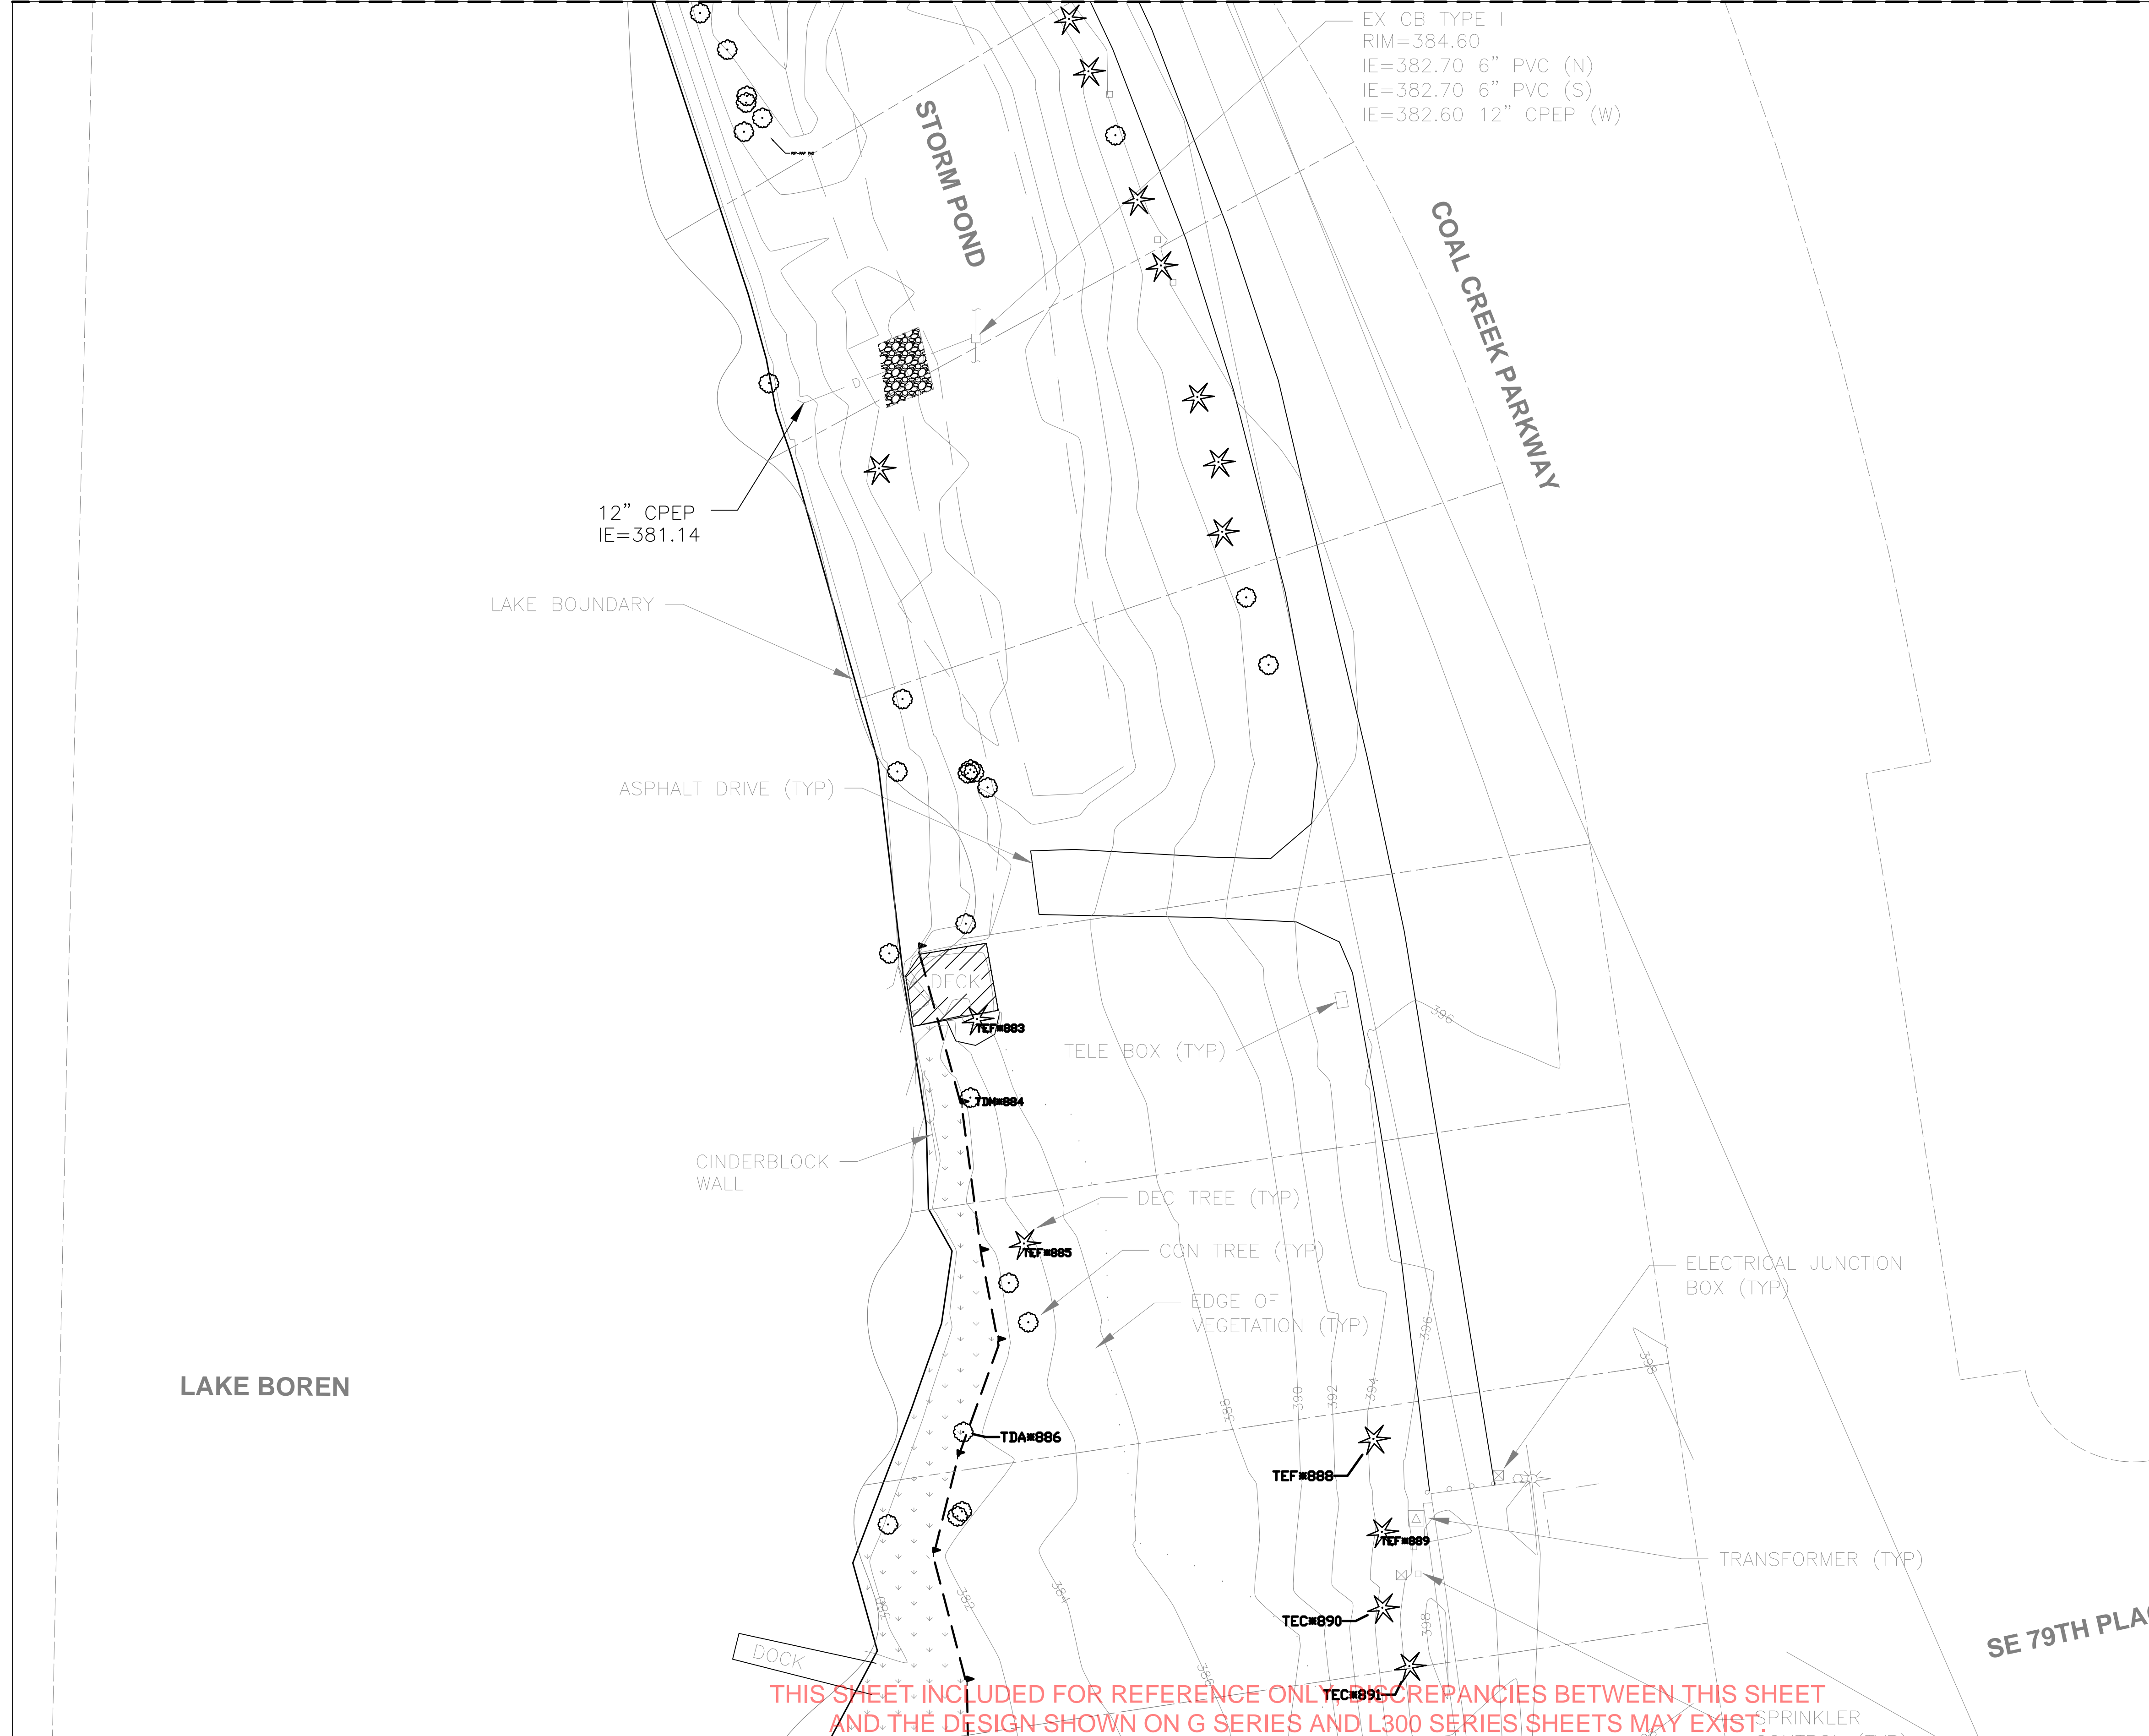 EX CB TYPE I
RIM=384.60
IE=382.70 6" PVC (N)
IE=382.70 6" PVC (S)
IE=382.60 12" CPEP (W)
STORM POND
COAL CREEK PARKWAY
D
12" CPEP
IE=381.14
LAKE BOUNDARY
ASPHALT DRIVE (TYP)
DECK
TEF*883
396
TELE BOX (TYP)
TDM*884
CINDERBLOCK
WALL
DEC TREE (TYP)
TEF*885
CON TREE (TYP)
ELECTRICAL JUNCTION
BOX (TYP)
EDGE OF
VEGETATION (TYP)
396
398
LAKE BOREN
388
390
392
394
TDA*886
TEF*888
TEF*889
TRANSFORMER (TYP)
380
382
384
TEC*890
398
SE 79TH
DOCK
386
TEC*891
THIS SHEET INCLUDED FOR REFERENCE ONLY, DISCREPANCIES BETWEEN THIS SHEET
AND THE DESIGN SHOWN ON G SERIES AND L300 SERIES SHEETS MAY EXIST.
SPRINKLER